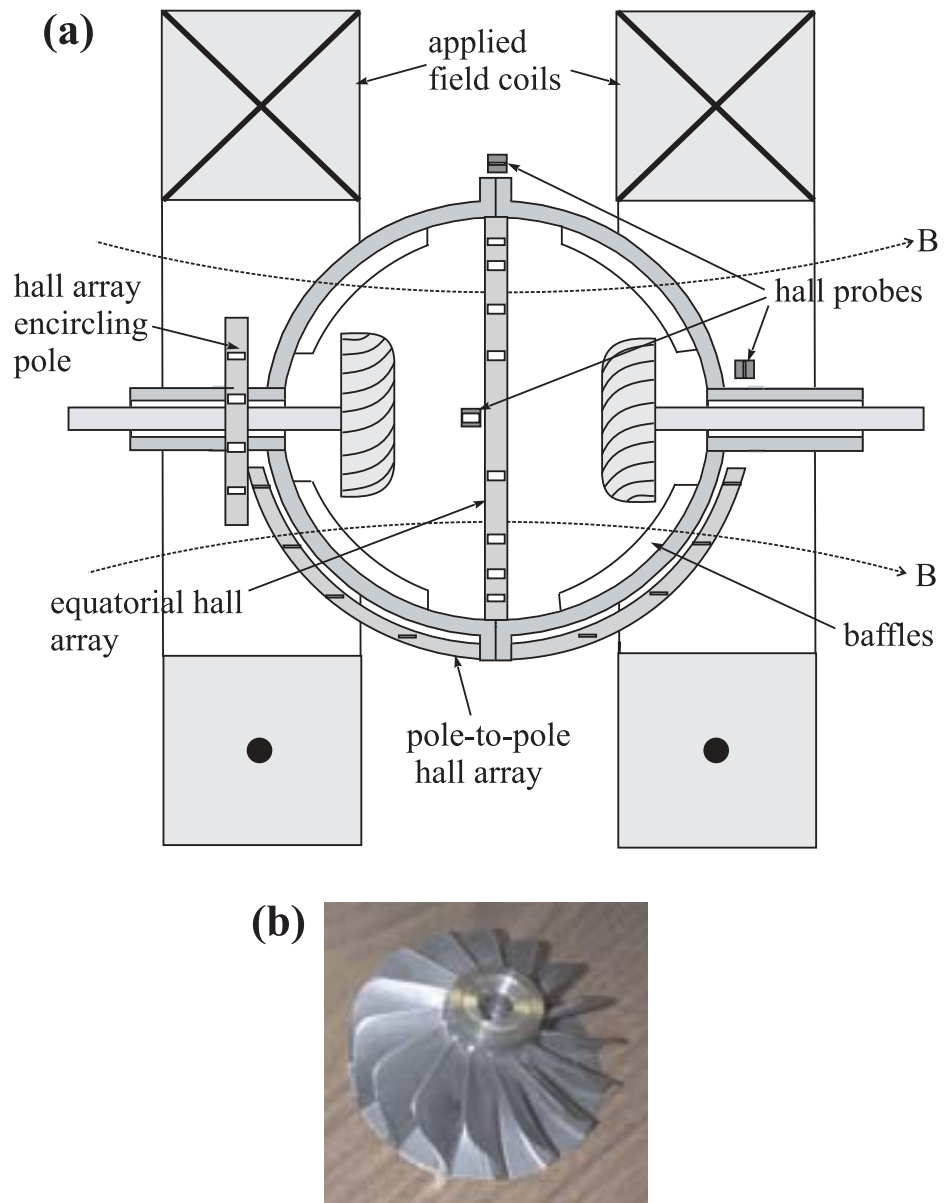 (a)
applied
field coils
B
hall probes
hall array
encircling
pole
B
equatorial hall
array
baffles
pole-to-pole
hall array
(b)